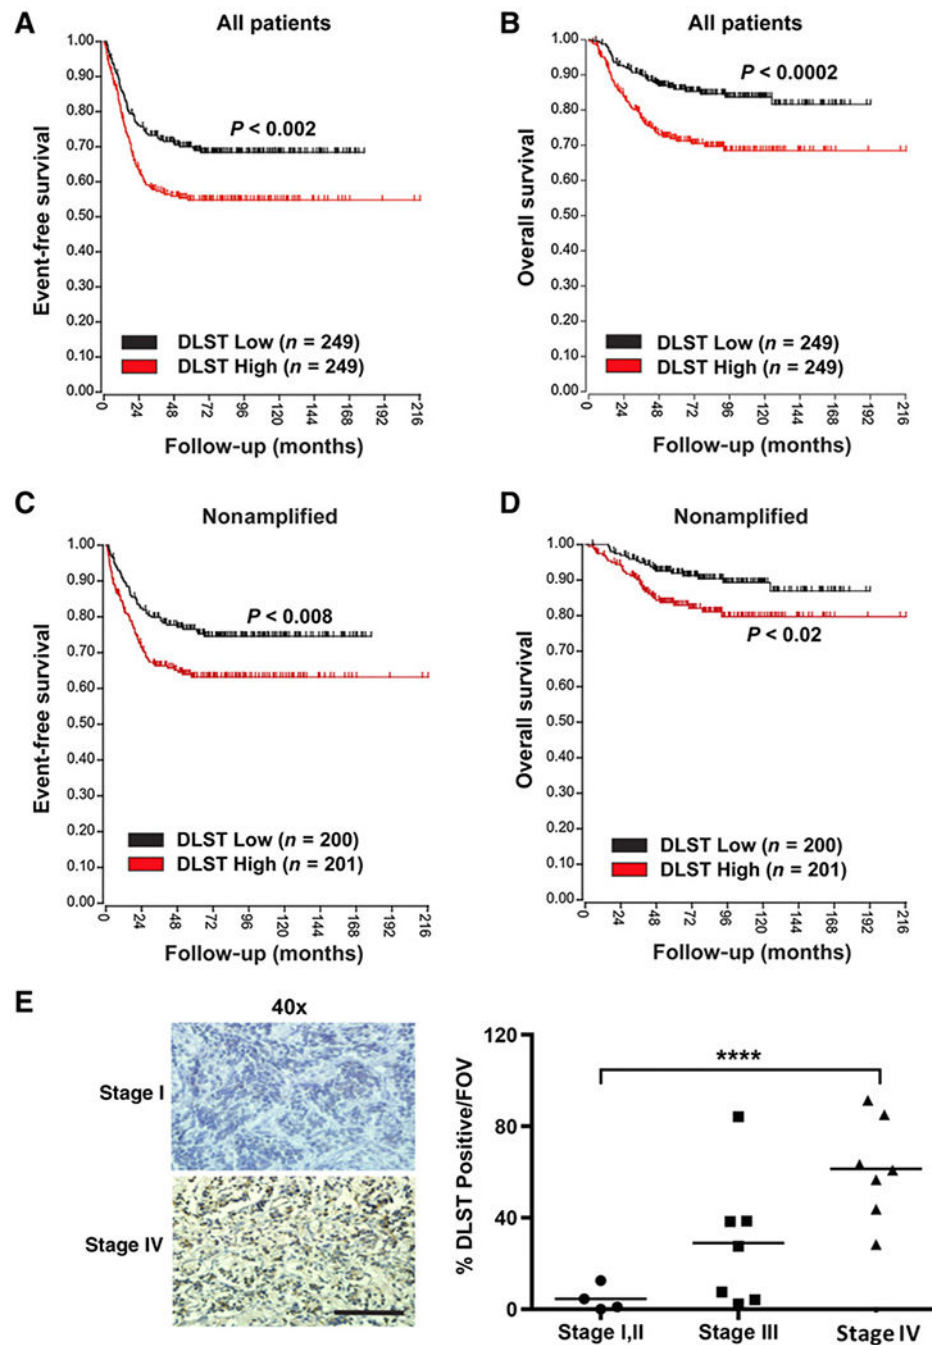 A
All patients
1.00
0.90
0.80
0.70
0.60
0.50
0.40
0.30
0.20
0.10
0.00
Event-free survival
P < 0.002
DLST Low (n = 249)
DLST High (n = 249)
0 24 48 72 96 120 144 168 192 216
Follow-up (months)
B
All patients
1.00
0.90
0.80
0.70
0.60
0.50
0.40
0.30
0.20
0.10
0.00
Overall survival
P < 0.0002
DLST Low (n = 249)
DLST High (n = 249)
0 24 48 72 96 120 144 168 192 216
Follow-up (months)
C
Nonamplified
1.00
0.90
0.80
0.70
0.60
0.50
0.40
0.30
0.20
0.10
0.00
Event-free survival
P < 0.008
DLST Low (n = 200)
DLST High (n = 201)
0 24 48 72 96 120 144 168 192 216
Follow-up (months)
D
Nonamplified
1.00
0.90
0.80
0.70
0.60
0.50
0.40
0.30
0.20
0.10
0.00
Overall survival
P < 0.02
DLST Low (n = 200)
DLST High (n = 201)
0 24 48 72 96 120 144 168 192 216
Follow-up (months)
E
40x
Stage I
Stage IV
120
80
40
0
% DLST Positive/FOV
****
Stage I,II Stage III Stage IV